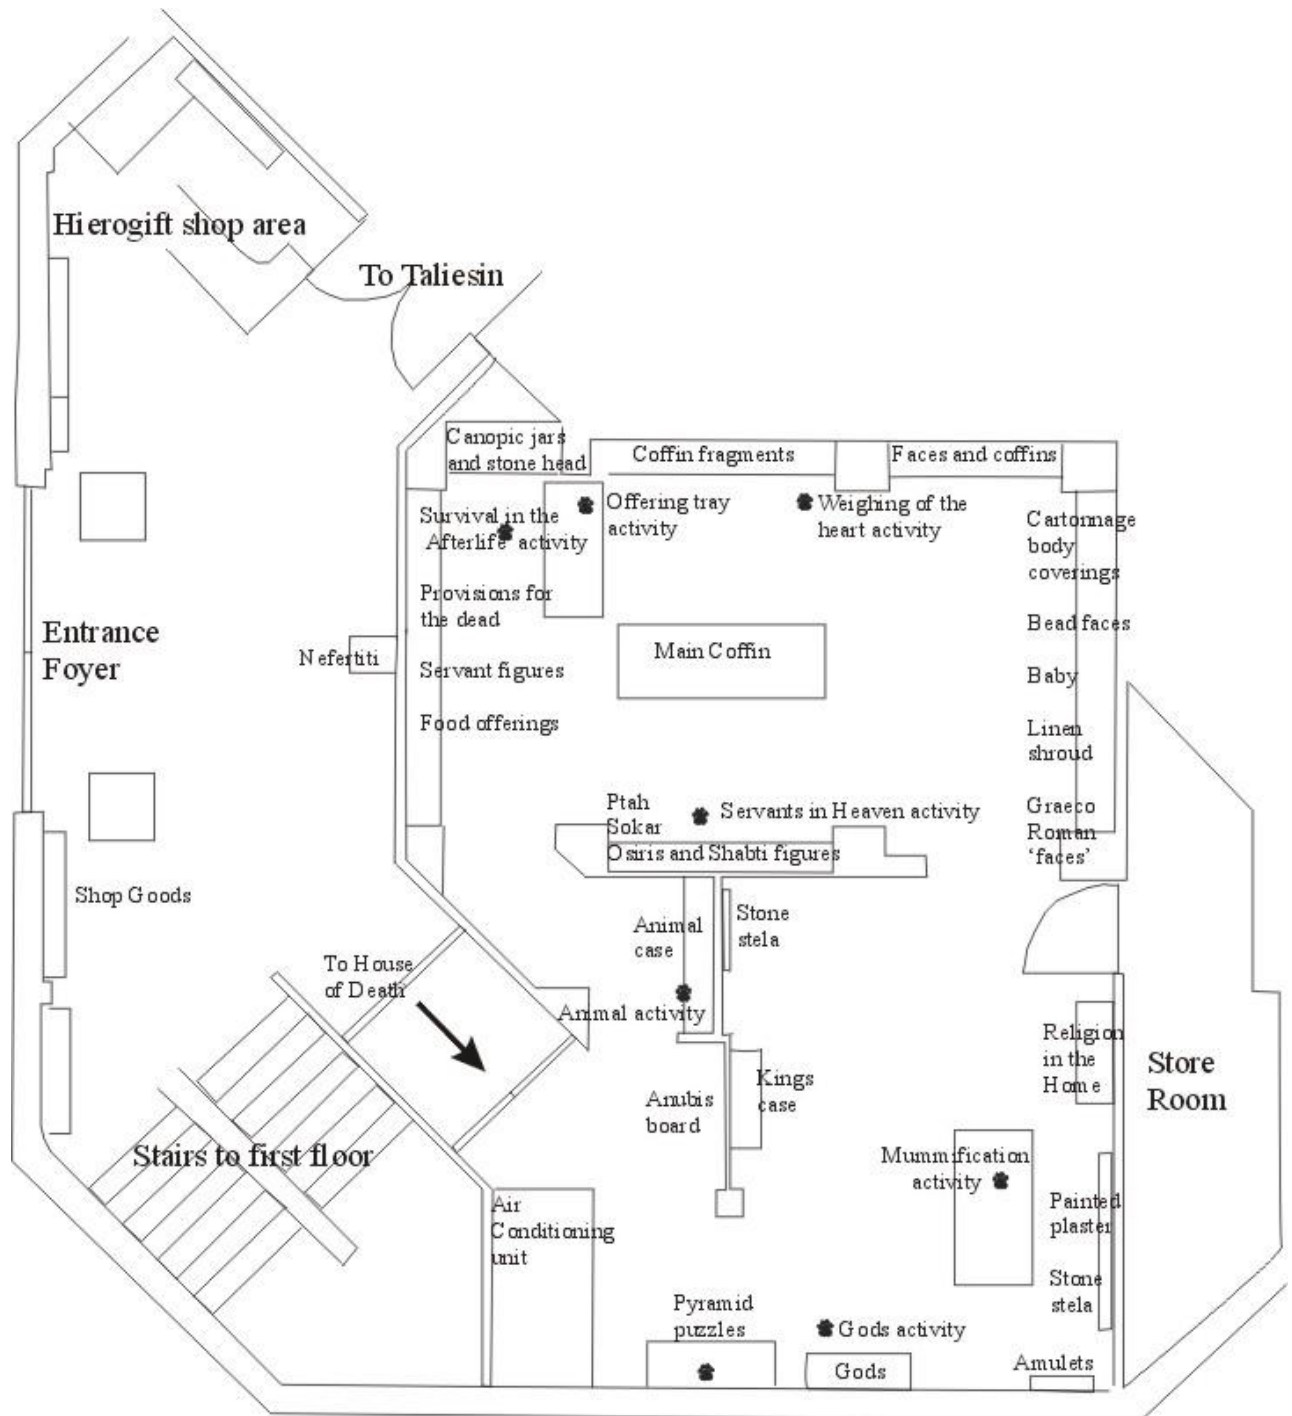 Hierogift shop area
To Taliesin
Canopic jars
and stone head
Coffin fragments
Faces and coffins
Survival in the
Afterlife activity
Offering tray
activity
Weighing of the
heart activity
Cartonnage
body
coverings
Provisions for
the dead
Entrance
Foyer
Nefertiti
Main Coffin
Bead faces
Servant figures
Baby
Food offerings
Linen
shroud
Ptah
Sokar
Osiris and Shabti figures
Servants in Heaven activity
Graeco
Roman
‘faces’
Shop Goods
Animal
case
Stone
stela
To House
of Death
Animal activity
Religion
in the
Home
Store
Room
Anubis
board
Kings
case
Stairs to first floor
Mummification
activity
Air
Conditioning
unit
Painted
plaster
Stone
stela
Pyramid
puzzles
Gods activity
Gods
Amulets